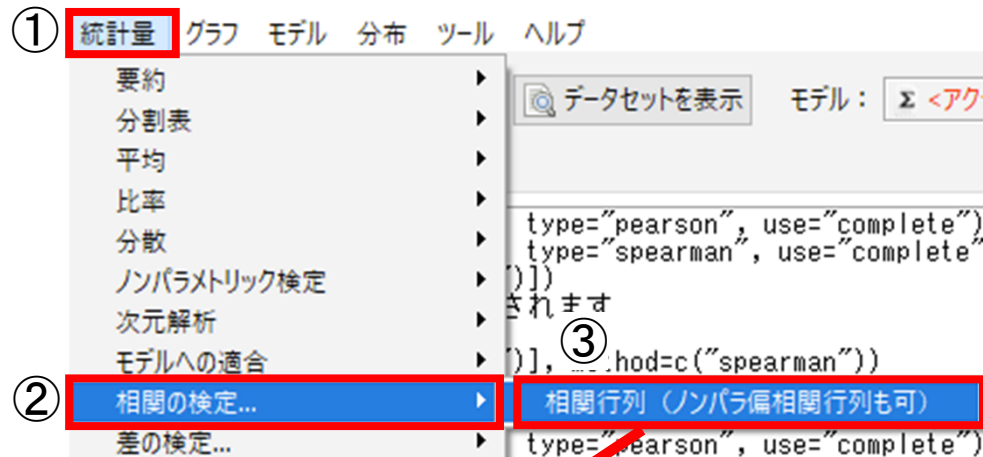 ① 統計量 グラフ モデル 分布 ツール ヘルプ
要約
データセットを表示 モデル： Σ <アク
分割表
平均
比率
type="pearson", use="complete")
分散
type="spearman", use="complete"
ノンパラメトリック検定
)])
次元解析
されます
③
モデルへの適合
)], hod=c("spearman"))
② 相関の検定...
相関行列（ノンパラ偏相関行列も可）
差の検定...
type="pearson", use="complete")